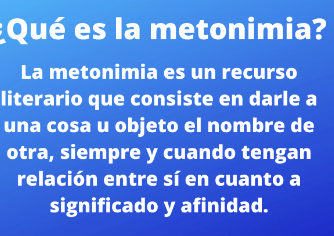 ¿Qué es la metonimia?
La metonimia es un recurso
literario que consiste en darle a
una cosa u objeto el nombre de
otra, siempre y cuando tengan
relación entre sí en cuanto a
significado y afinidad.